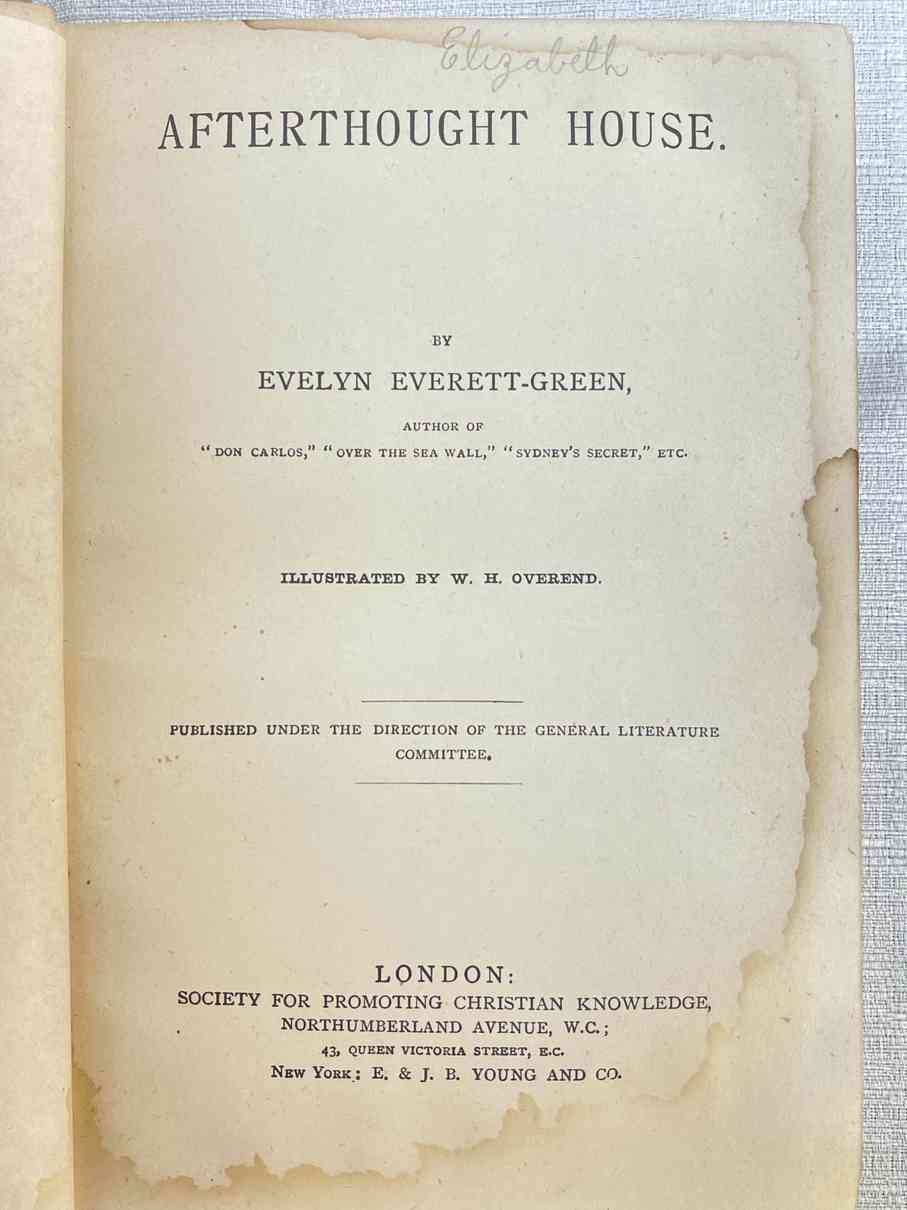 Elizabeth
AFTERTHOUGHT HOUSE.
BY
EVELYN EVERETT-GREEN,
AUTHOR OF
"DON CARLOS," "OVER THE SEA WALL," "SYDNEY'S SECRET," ETC.
ILLUSTRATED BY W. H. OVEREND.
PUBLISHED UNDER THE DIRECTION OF THE GENERAL LITERATURE
COMMITTEE.
LONDON:
SOCIETY FOR PROMOTING CHRISTIAN KNOWLEDGE,
NORTHUMBERLAND AVENUE, W.C.;
43, QUEEN VICTORIA STREET, E.C.
NEW YORK: E. & J. B. YOUNG AND CO.